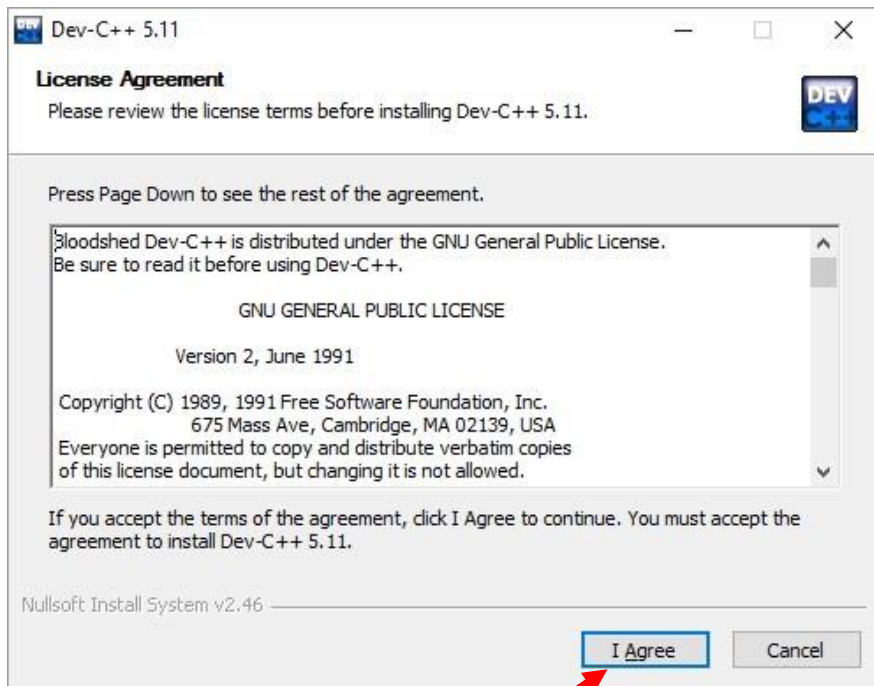 Dev-C++ 5.11
License Agreement
Please review the license terms before installing Dev-C++ 5.11.
DEV
C++
Press Page Down to see the rest of the agreement.
Bloodshed Dev-C++ is distributed under the GNU General Public License.
Be sure to read it before using Dev-C++.
GNU GENERAL PUBLIC LICENSE
Version 2, June 1991
Copyright (C) 1989, 1991 Free Software Foundation, Inc.
675 Mass Ave, Cambridge, MA 02139, USA
Everyone is permitted to copy and distribute verbatim copies
of this license document, but changing it is not allowed.
If you accept the terms of the agreement, click I Agree to continue. You must accept the
agreement to install Dev-C++ 5.11.
Nullsoft Install System v2.46
I Agree
Cancel